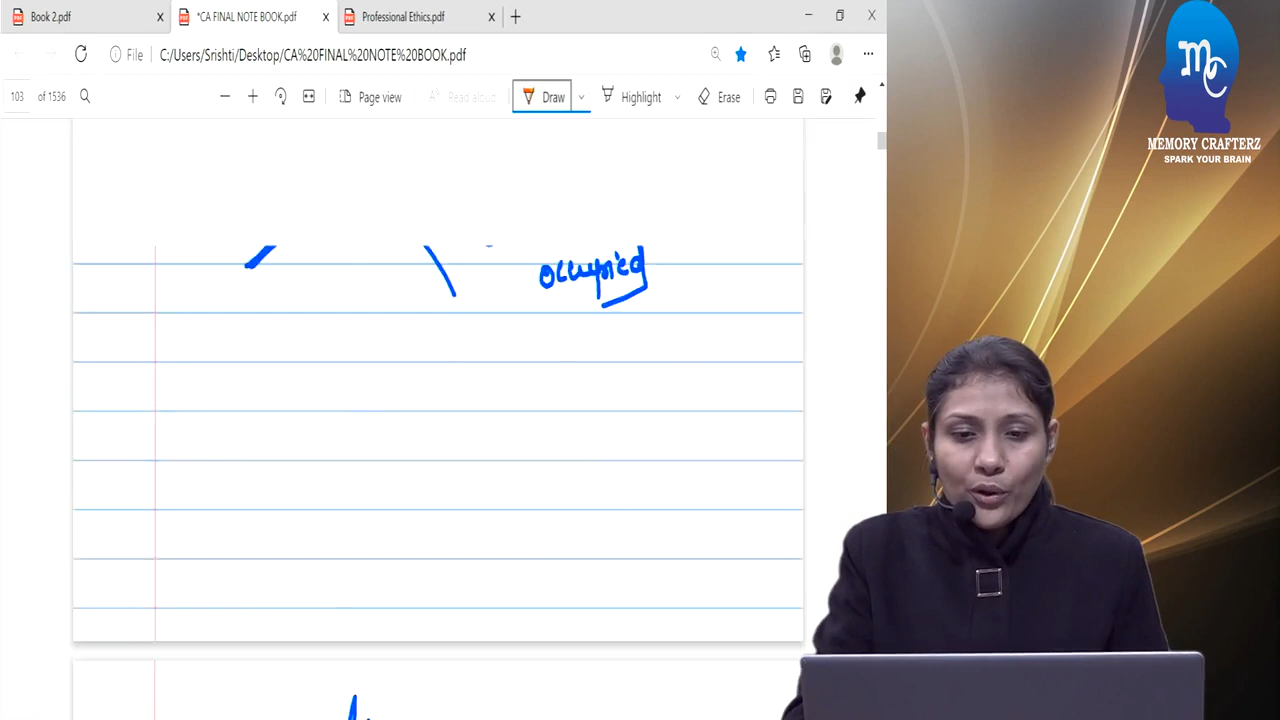 Book 2.pdf
*CA FINAL NOTE BOOK.pdf
Professional Ethics.pdf
File C:/Users/Srishti/Desktop/CA%20FINAL%20NOTE%20BOOK.pdf
103 of 1536
Page view
Read aloud
Draw
Highlight
Erase
occupied
MC
MEMORY CRAFTERZ
SPARK YOUR BRAIN